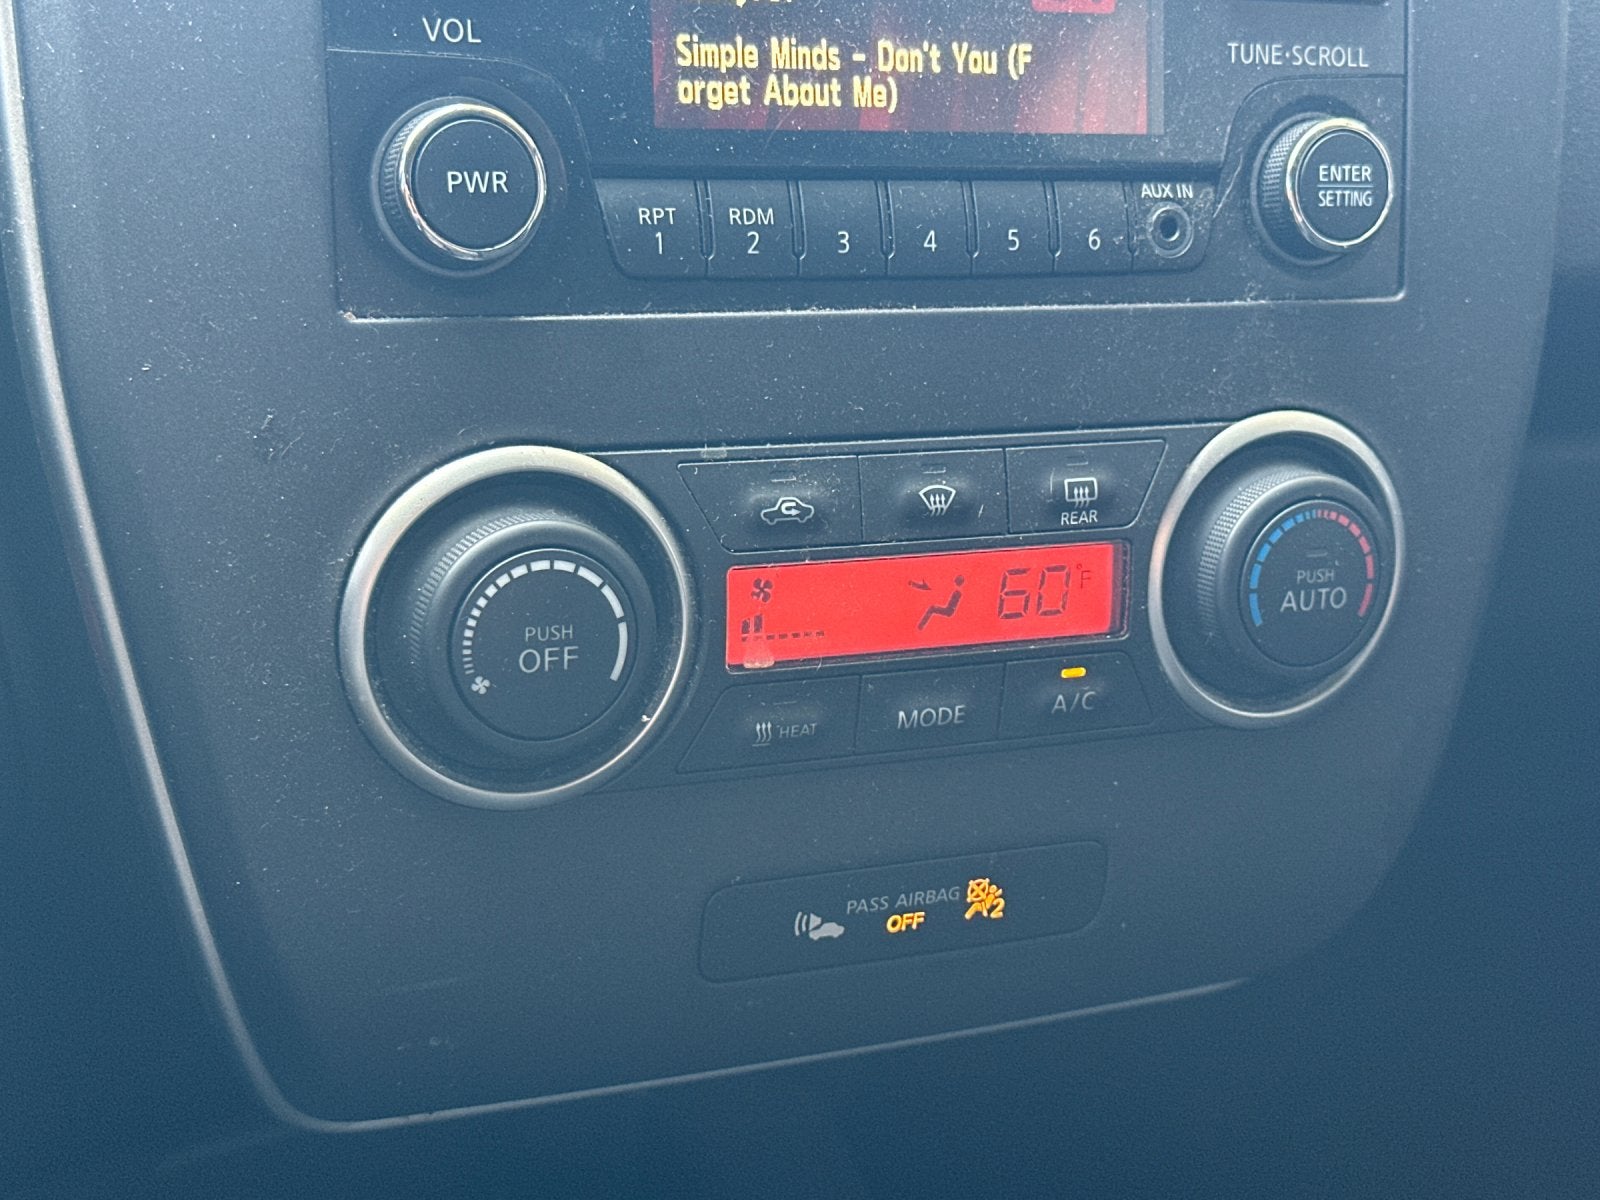 VOL
Simple Minds - Don't You (F
orget About Me)
TUNE·SCROLL
PWR
ENTER
SETTING
RPT
1
RDM
2
3
4
5
6
AUX IN
REAR
PUSH
OFF
60°F
PUSH
AUTO
HEAT
MODE
A/C
PASS AIRBAG
OFF
2